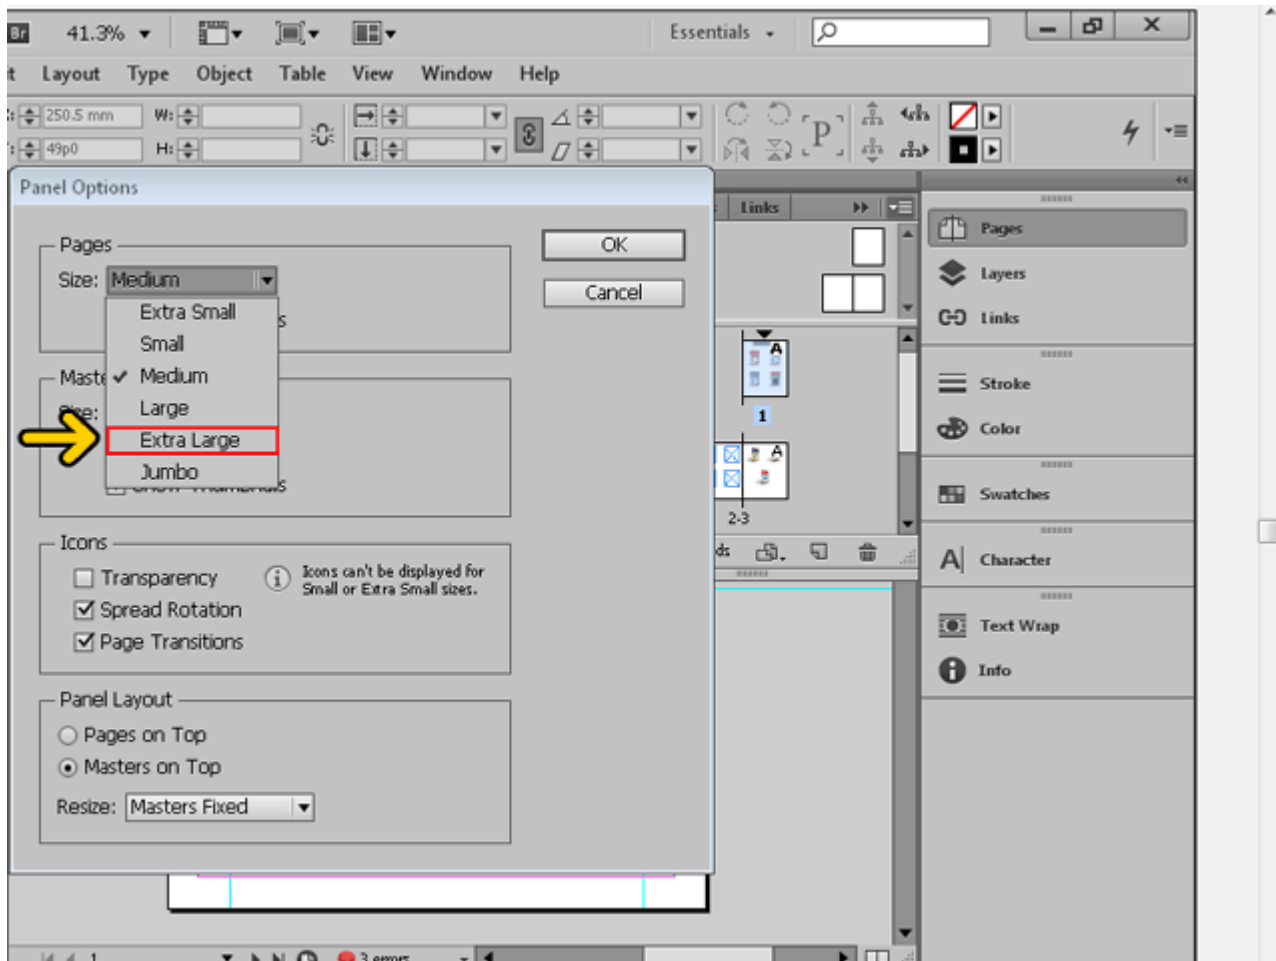 Br 41.3% Essentials
Layout Type Object Table View Window Help
250.5 mm W:
49p0 H:
P
Panel Options
Links
Pages
OK
Size: Medium
Cancel
Extra Small
Small
Medium
Large
Extra Large
Jumbo
Icons
Transparency
Icons can't be displayed for
Small or Extra Small sizes.
Spread Rotation
Page Transitions
Panel Layout
Pages on Top
Masters on Top
Resize: Masters Fixed
A
1
A
2-3
Pages
Layers
Links
Stroke
Color
Swatches
A Character
Text Wrap
Info
1 3 errors